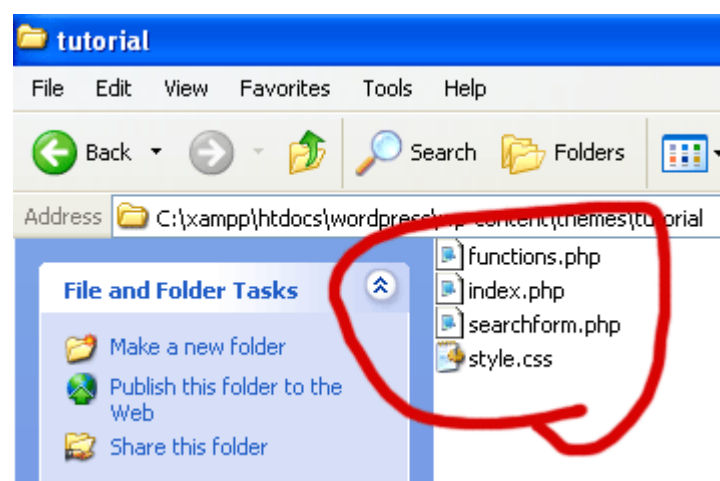 tutorial
File Edit View Favorites Tools Help
Back Search Folders
Address C:\xampp\htdocs\wordpress\wp-content\themes\tutorial
functions.php
index.php
searchform.php
style.css
File and Folder Tasks
Make a new folder
Publish this folder to the
Web
Share this folder